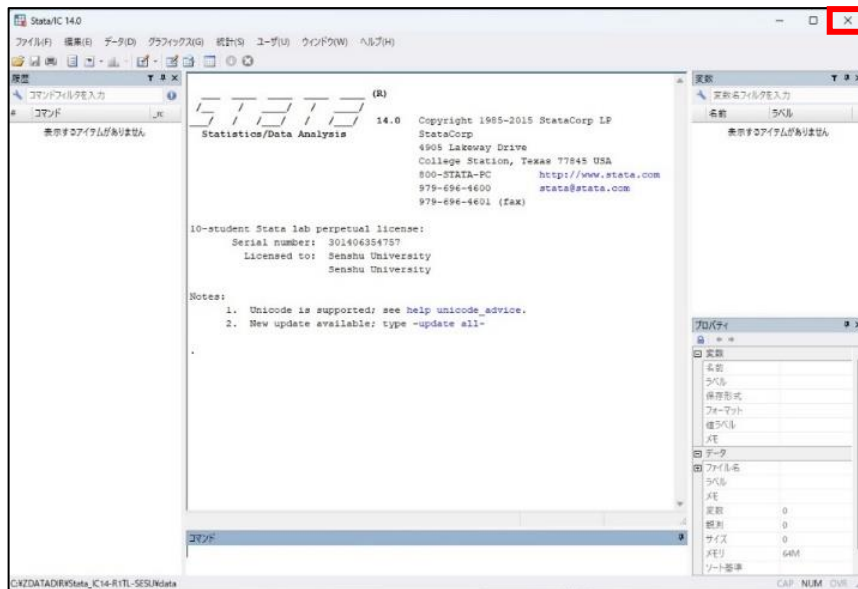 Stata/IC 14.0
ファイル(F) 編集(E) データ(D) グラフィックス(G) 統計(S) ユーザ(U) ウィンドウ(W) ヘルプ(H)
履歴
コマンドフィルタを入力
# コマンド _rc
表示するアイテムがありません
(R)
14.0 Copyright 1985-2015 StataCorp LP
Statistics/Data Analysis StataCorp
4905 Lakeway Drive
College Station, Texas 77845 USA
800-STATA-PC http://www.stata.com
979-696-4600 stata@stata.com
979-696-4601 (fax)
10-student Stata lab perpetual license:
Serial number: 301406354757
Licensed to: Senshu University
Senshu University
Notes:
1. Unicode is supported; see help unicode_advice.
2. New update available; type -update all-
.
コマンド
変数
変数名フィルタを入力
名前 ラベル
表示するアイテムがありません
プロパティ
変数
名前
ラベル
保存形式
フォーマット
値ラベル
メモ
データ
ファイル名
ラベル
メモ
変数 0
観測 0
サイズ 0
メモリ 64M
ソート基準
C:¥ZDATADIR¥Stata_IC14-R1TL-SESU¥data
CAP NUM OVR